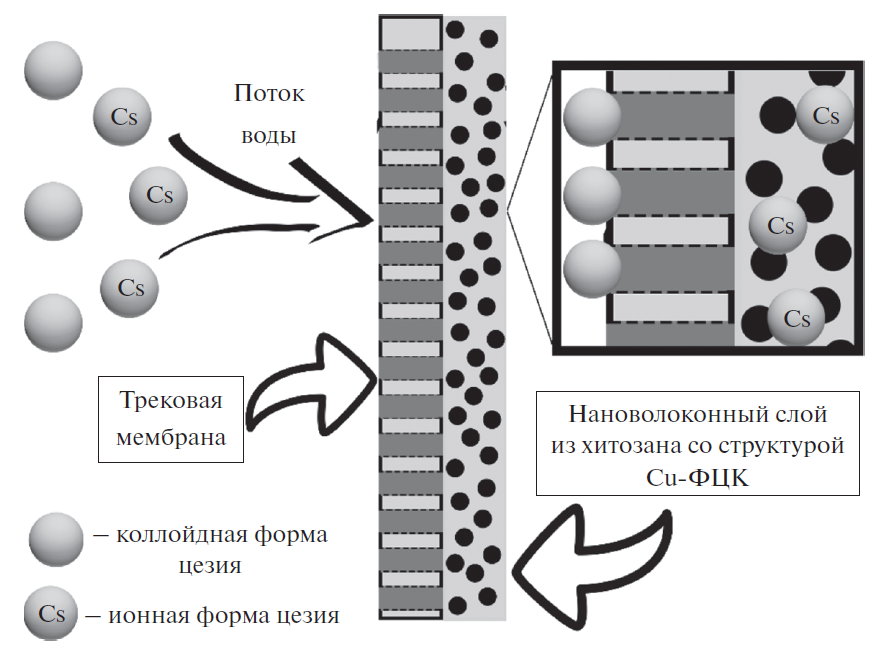 Cs
Поток
воды
Cs
Cs
Cs
Cs
Cs
Трековая
мембрана
Нановолоконный слой
из хитозана со структурой
Cu-ФЦК
– коллойдная форма
цезия
Cs – ионная форма цезия